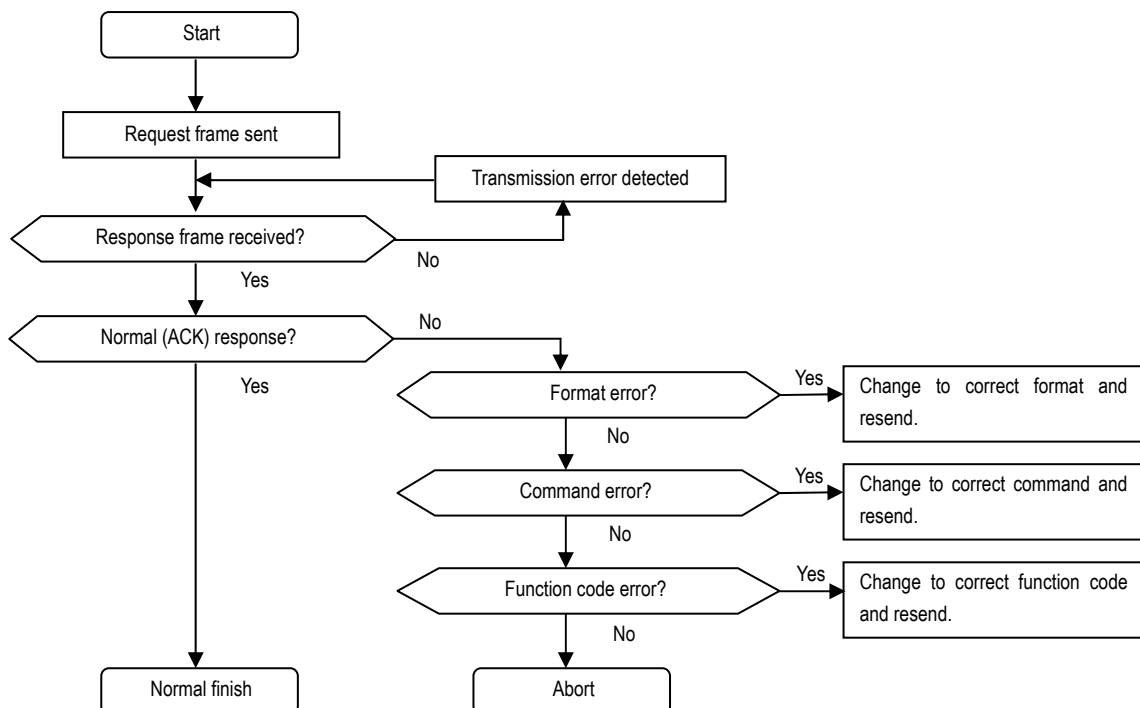 Start
Request frame sent
Transmission error detected
Response frame received?
No
Yes
Normal (ACK) response?
No
Yes
Format error?
Yes
Change to correct format and
resend.
No
Command error?
Yes
Change to correct command and
resend.
No
Function code error?
Yes
Change to correct function code
and resend.
No
Normal finish
Abort